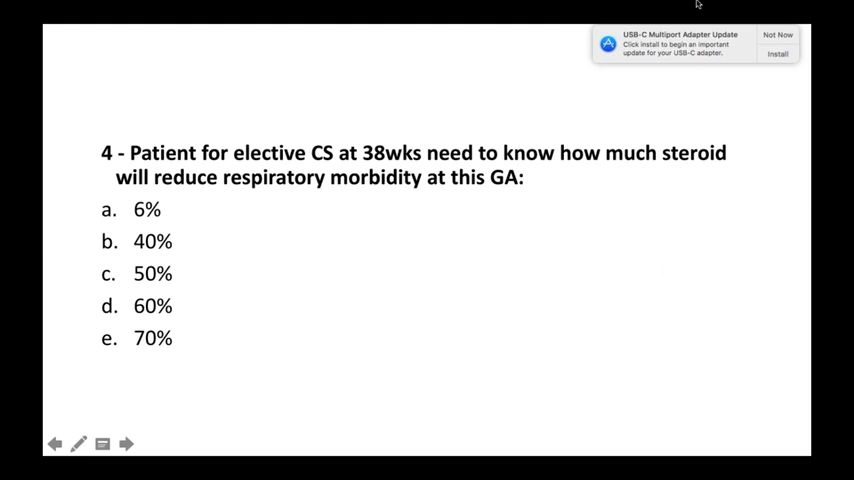 USB-C Multiport Adapter Update
Click install to begin an important
update for your USB-C adapter.
Not Now
Install
4 - Patient for elective CS at 38wks need to know how much steroid
will reduce respiratory morbidity at this GA:
a. 6%
b. 40%
c. 50%
d. 60%
e. 70%